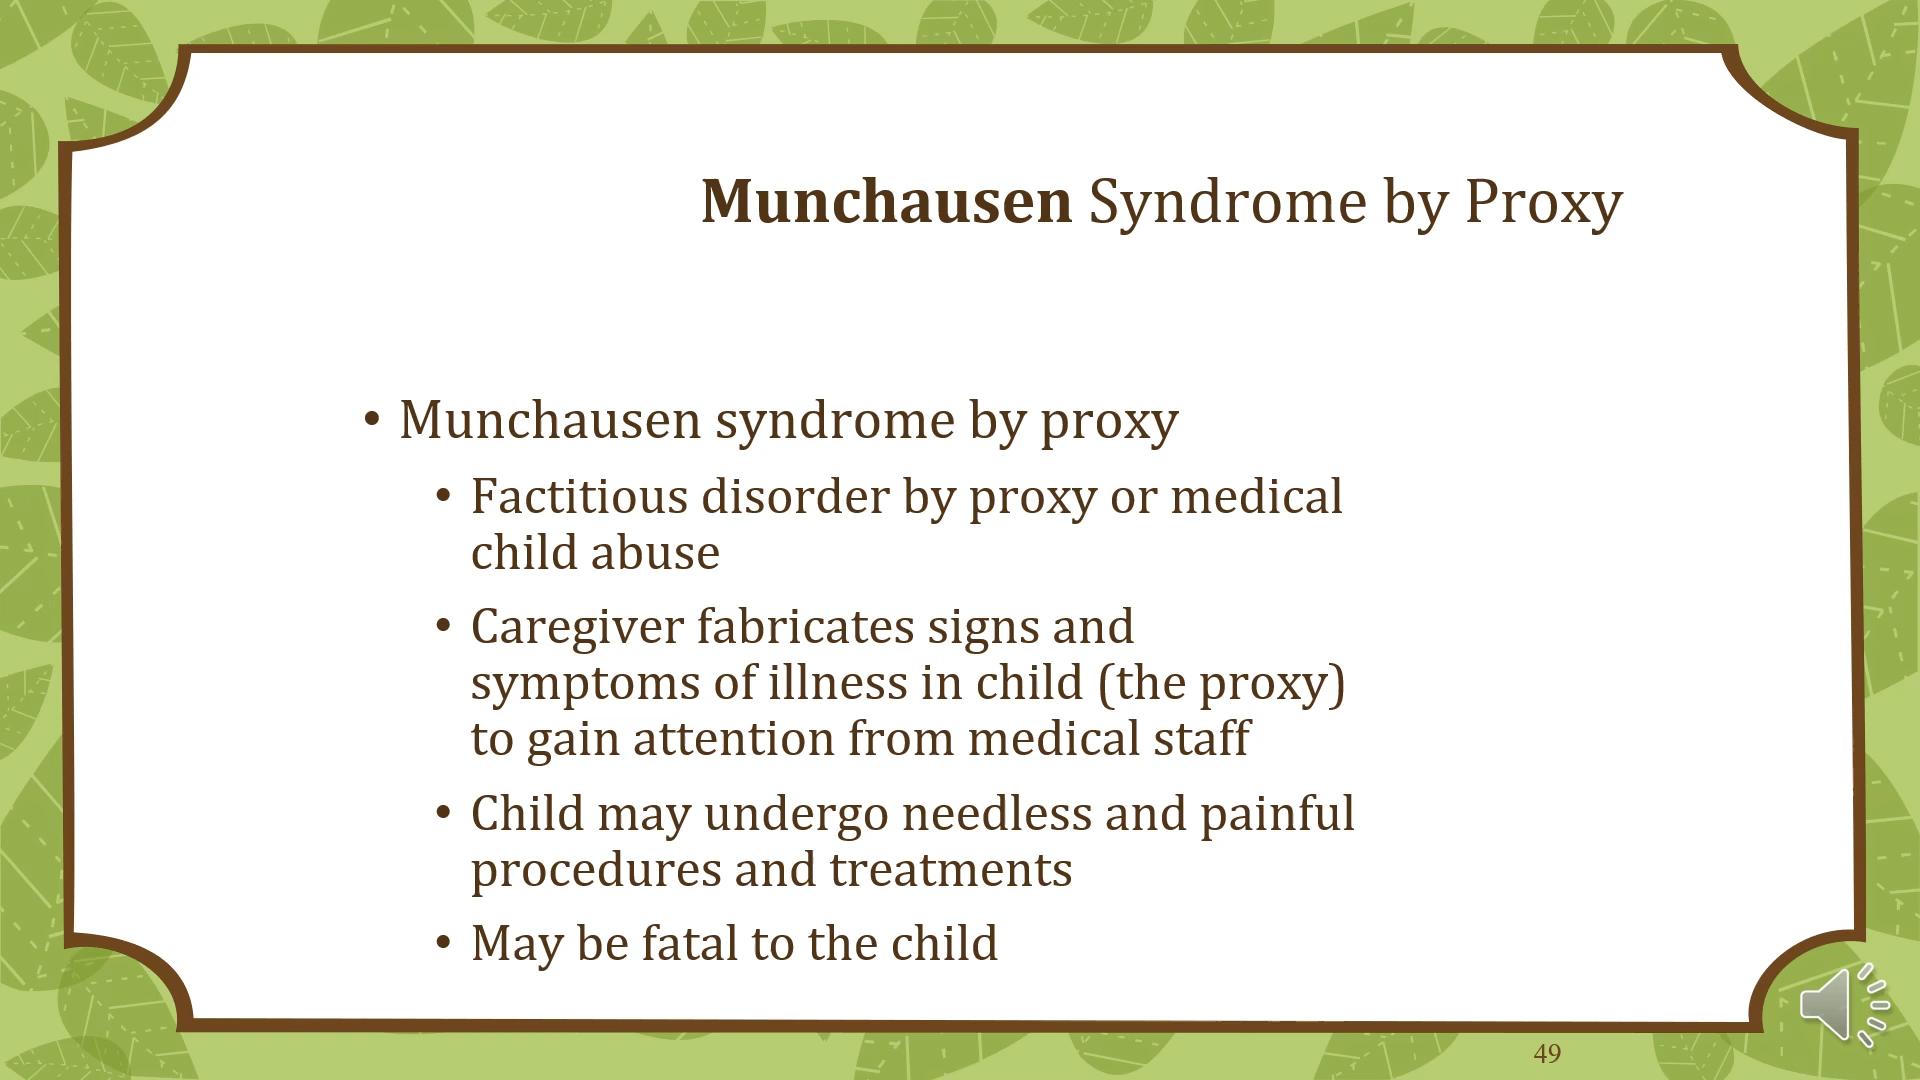 Munchausen Syndrome by Proxy
• Munchausen syndrome by proxy
• Factitious disorder by proxy or medical
child abuse
• Caregiver fabricates signs and
symptoms of illness in child (the proxy)
to gain attention from medical staff
• Child may undergo needless and painful
procedures and treatments
• May be fatal to the child
49